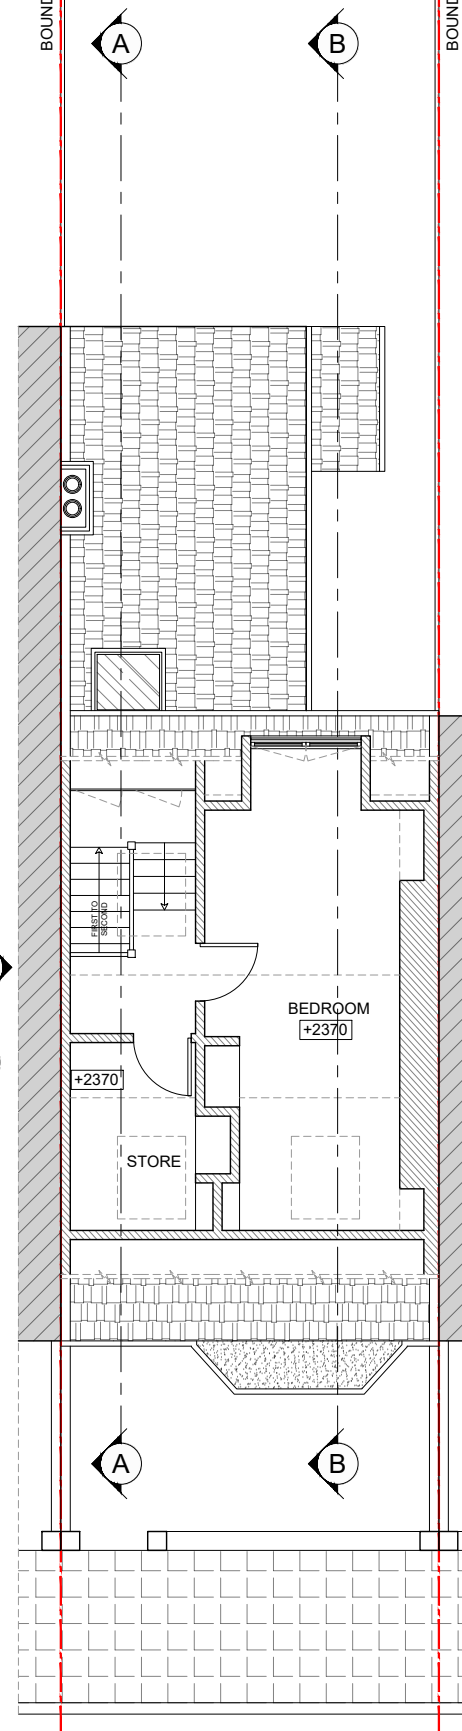 BOUND
BOUND
A
B
FIRST TO
SECOND
BEDROOM
+2370
+2370
STORE
A
B